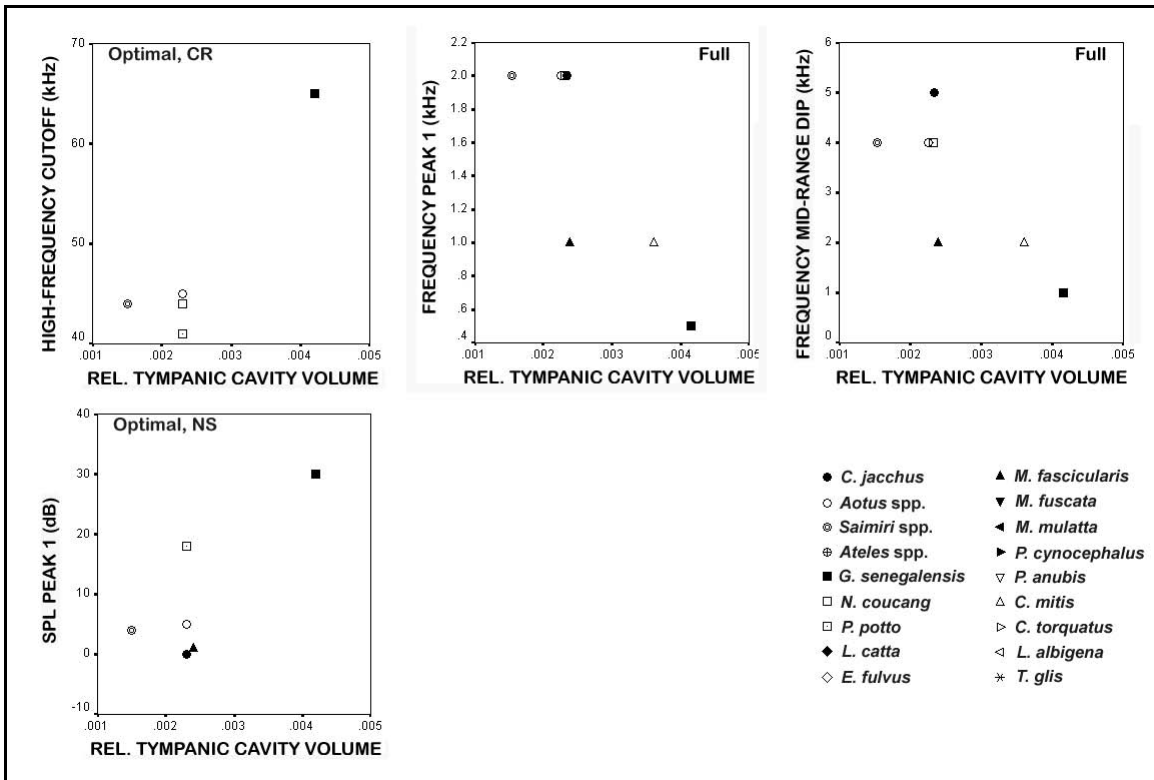 Optimal, CR
HIGH-FREQUENCY CUTOFF (kHz)
70
60
50
40
.001 .002 .003 .004 .005
REL. TYMPANIC CAVITY VOLUME
Full
FREQUENCY PEAK 1 (kHz)
2.2
2.0
1.8
1.6
1.4
1.2
1.0
.8
.6
.4
.001 .002 .003 .004 .005
REL. TYMPANIC CAVITY VOLUME
Full
FREQUENCY MID-RANGE DIP (kHz)
6
5
4
3
2
1
0
.001 .002 .003 .004 .005
REL. TYMPANIC CAVITY VOLUME
Optimal, NS
SPL PEAK 1 (dB)
40
30
20
10
0
-10
.001 .002 .003 .004 .005
REL. TYMPANIC CAVITY VOLUME
C. jacchus
Aotus spp.
Saimiri spp.
Ateles spp.
G. senegalensis
N. coucang
P. potto
L. catta
E. fulvus
M. fascicularis
M. fuscata
M. mulatta
P. cynocephalus
P. anubis
C. mitis
C. torquatus
L. albigena
T. glis